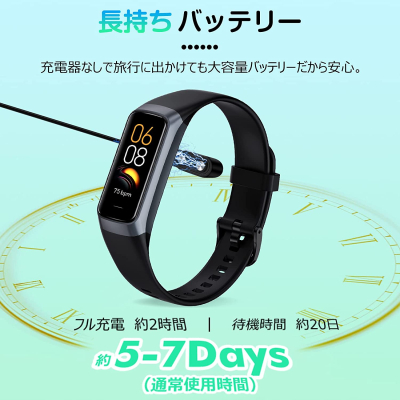 長持ち バッテリー
充電器なしで旅行に出かけても大容量バッテリーだから安心。
06
08
75 bpm
フル充電 約2時間 | 待機時間 約20日
約5-7Days
(通常使用時間)